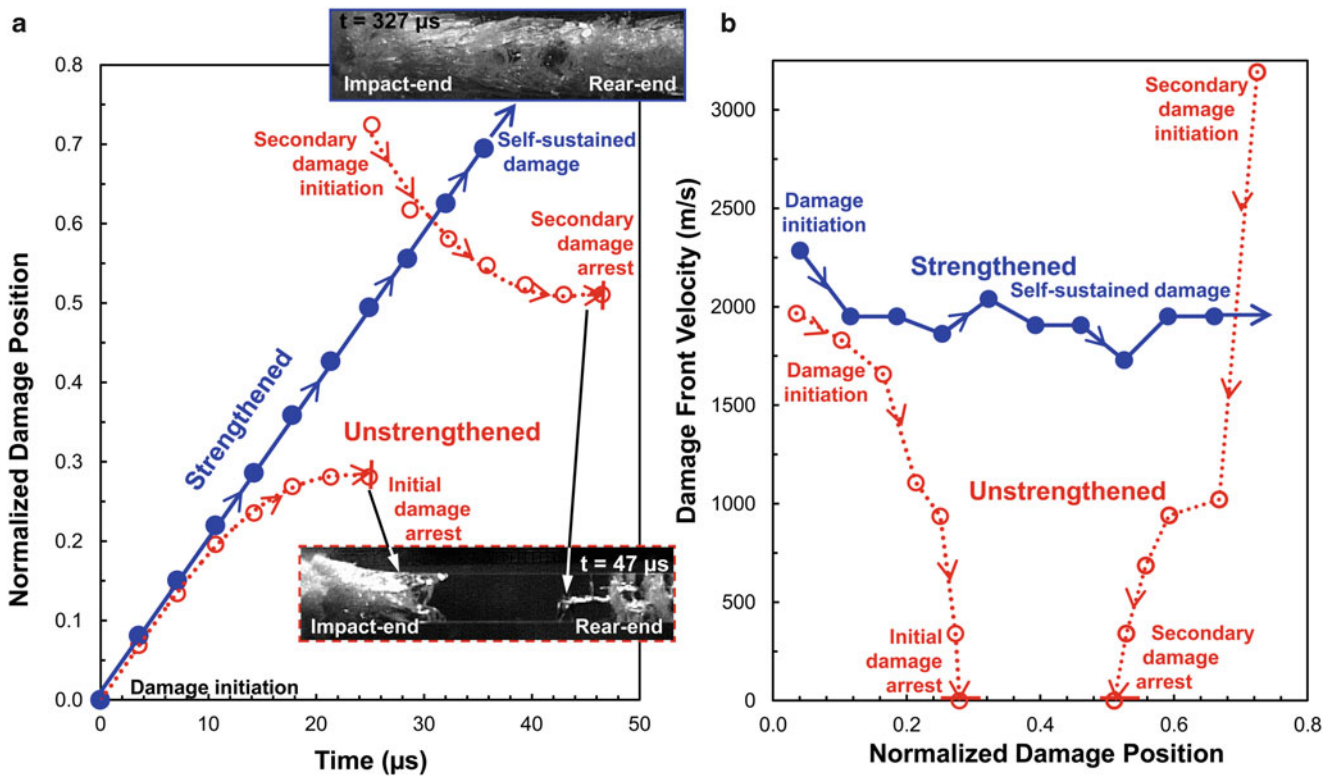 a
t = 327 µs
Impact-end
Rear-end
0.8
0.7
0.6
0.5
0.4
0.3
0.2
0.1
0.0
Normalized Damage Position
Secondary
damage
initiation
Self-sustained
damage
Secondary
damage
arrest
Strengthened
Unstrengthened
Initial
damage
arrest
t = 47 µs
Impact-end
Rear-end
Damage initiation
0
10
20
30
40
50
Time (µs)
b
3000
2500
2000
1500
1000
500
0
Damage Front Velocity (m/s)
Secondary
damage
initiation
Damage
initiation
Strengthened
Self-sustained damage
Damage
initiation
Unstrengthened
Initial
damage
arrest
Secondary
damage
arrest
0.0
0.2
0.4
0.6
0.8
Normalized Damage Position